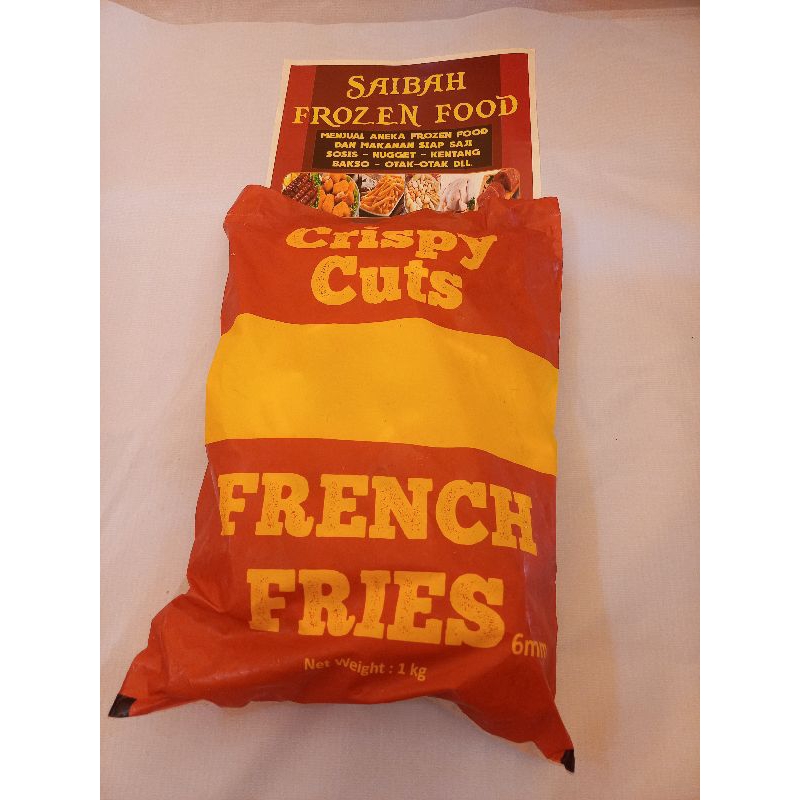 SAIBAH
FROZEN FOOD
MENJUAL ANEKA FROZEN FOOD
DAN MAKANAN SIAP SAJI
SOSIS - NUGGET - KENTANG
BAKSO - OTAK-OTAK DLL.
Crispy
Cuts
FRENCH
FRIES
6mm
Net Weight : 1 kg